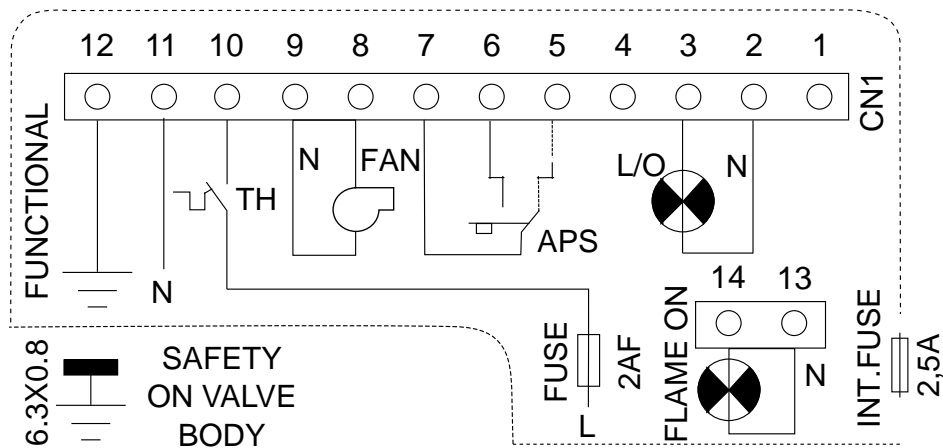 12 11 10 9 8 7 6 5 4 3 2 1
CN1
FUNCTIONAL
N
TH
N
FAN
APS
L/O
N
14 13
FLAME ON
N
INT.FUSE
2,5A
FUSE
2AF
L
6.3X0.8
SAFETY
ON VALVE
BODY